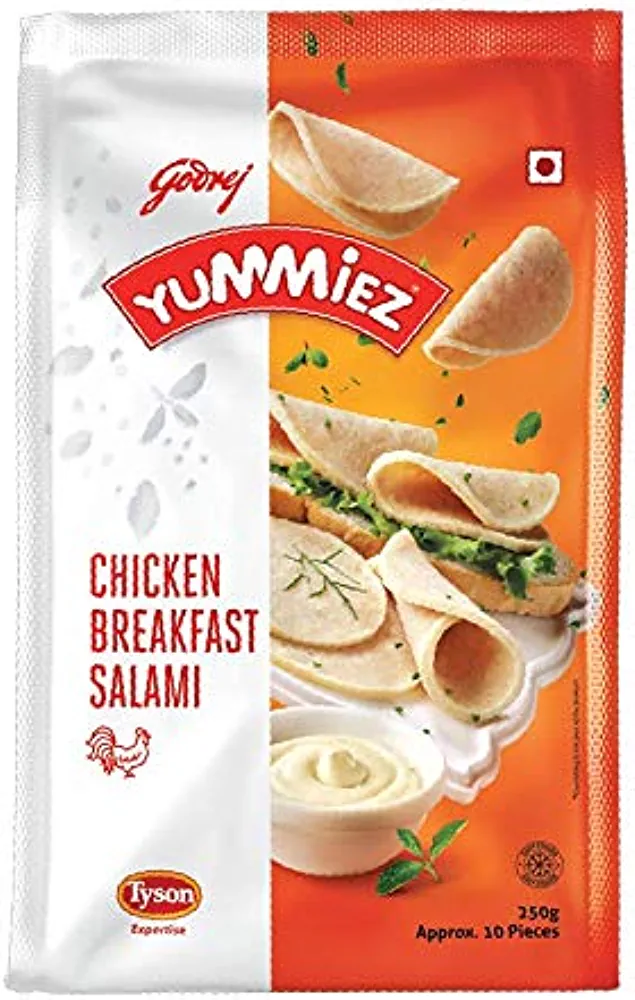 Godrej
YUMMiEZ
CHICKEN
BREAKFAST
SALAMI
Tyson
Expertise
250g
Approx. 10 Pieces